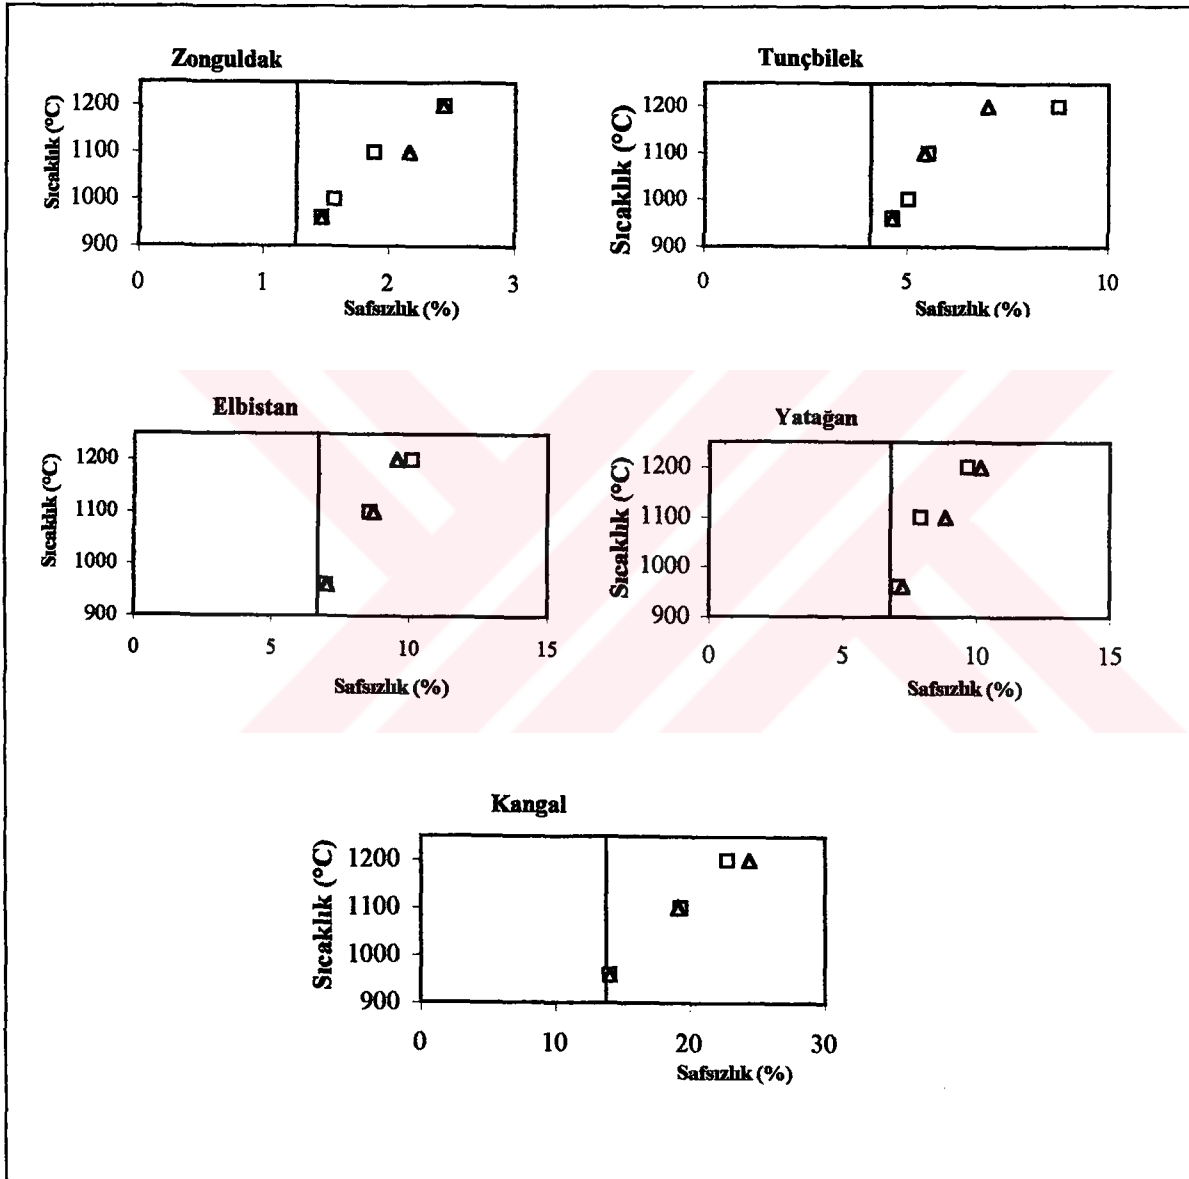 Zonguldak
Sıcaklık (°C)
1200
1100
1000
900
0 1 2 3
Safsızlık (%)
Tunçbilek
Sıcaklık (°C)
1200
1100
1000
900
0 5 10
Safsızlık (%)
Elbistan
Sıcaklık (°C)
1200
1100
1000
900
0 5 10 15
Safsızlık (%)
Yatağan
Sıcaklık (°C)
1200
1100
1000
900
0 5 10 15
Safsızlık (%)
Kangal
Sıcaklık (°C)
1200
1100
1000
900
0 10 20 30
Safsızlık (%)